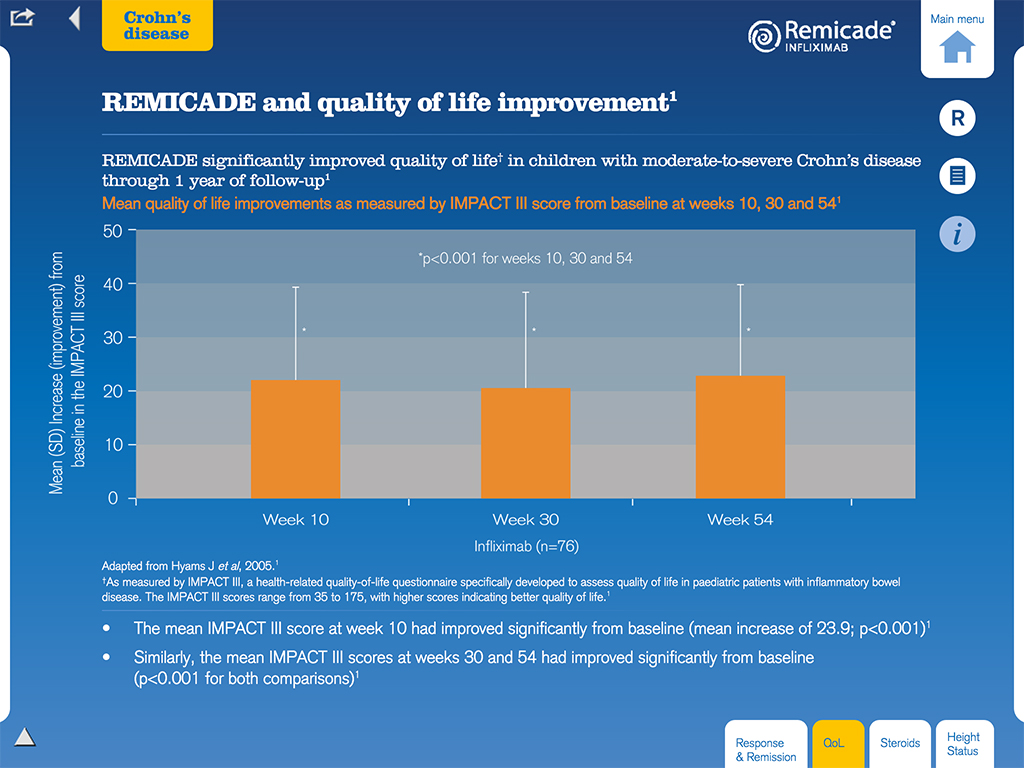 Crohn's
disease
Remicade®
INFLIXIMAB
Main menu
REMICADE and quality of life improvement¹
R
REMICADE significantly improved quality of life† in children with moderate-to-severe Crohn's disease
through 1 year of follow-up¹
Mean quality of life improvements as measured by IMPACT III score from baseline at weeks 10, 30 and 54¹
i
Mean (SD) Increase (improvement) from
baseline in the IMPACT III score
50
40
30
20
10
0
*p<0.001 for weeks 10, 30 and 54
*
*
*
Week 10
Week 30
Week 54
Infliximab (n=76)
Adapted from Hyams J et al, 2005.¹
†As measured by IMPACT III, a health-related quality-of-life questionnaire specifically developed to assess quality of life in paediatric patients with inflammatory bowel
disease. The IMPACT III scores range from 35 to 175, with higher scores indicating better quality of life.¹
• The mean IMPACT III score at week 10 had improved significantly from baseline (mean increase of 23.9; p<0.001)¹
• Similarly, the mean IMPACT III scores at weeks 30 and 54 had improved significantly from baseline
(p<0.001 for both comparisons)¹
Response
& Remission
QoL
Steroids
Height
Status